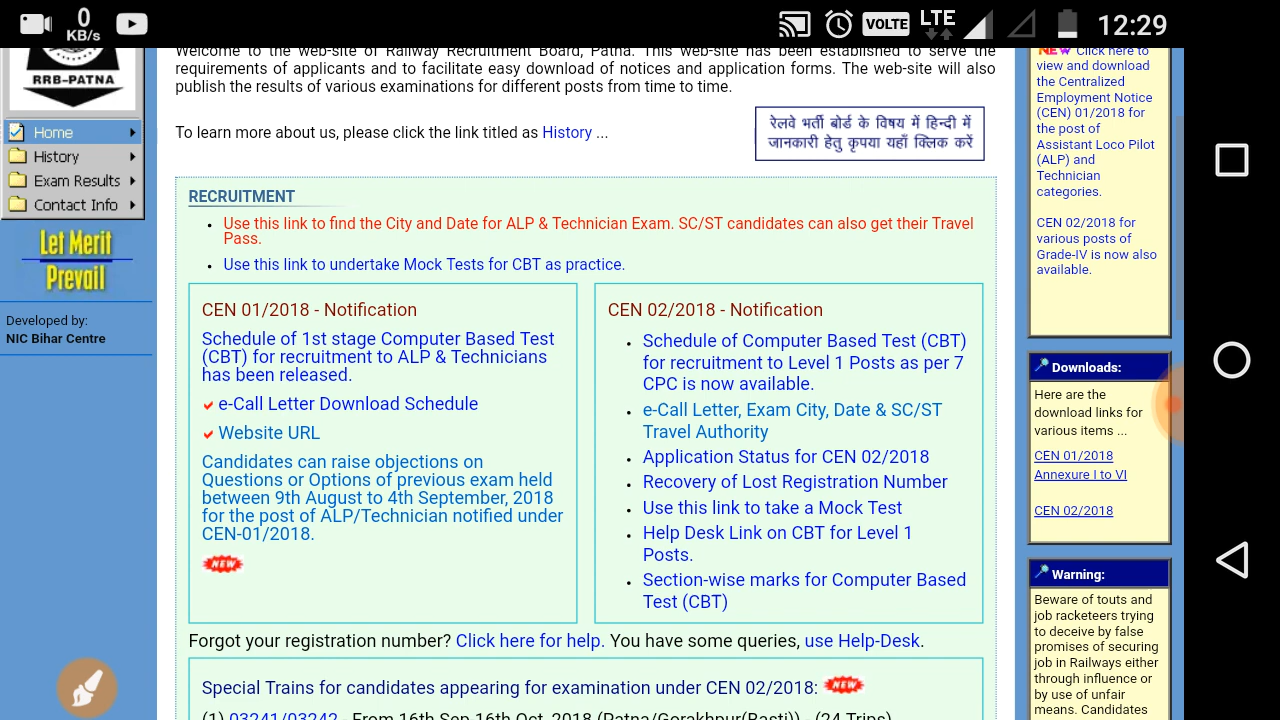 0
KB/s
VOLTE
LTE
12:29
RRB-PATNA
Home
History
Exam Results
Contact Info
Let Merit
Prevail
Developed by:
NIC Bihar Centre
Welcome to the web-site of Railway Recruitment Board, Patna. This web-site has been established to serve the
requirements of applicants and to facilitate easy download of notices and application forms. The web-site will also
publish the results of various examinations for different posts from time to time.
To learn more about us, please click the link titled as History ...
रेलवे भर्ती बोर्ड के विषय में हिन्दी में
जानकारी हेतु कृपया यहाँ क्लिक करें
RECRUITMENT
Use this link to find the City and Date for ALP & Technician Exam. SC/ST candidates can also get their Travel
Pass.
Use this link to undertake Mock Tests for CBT as practice.
CEN 01/2018 - Notification
Schedule of 1st stage Computer Based Test
(CBT) for recruitment to ALP & Technicians
has been released.
e-Call Letter Download Schedule
Website URL
Candidates can raise objections on
Questions or Options of previous exam held
between 9th August to 4th September, 2018
for the post of ALP/Technician notified under
CEN-01/2018.
NEW
CEN 02/2018 - Notification
Schedule of Computer Based Test (CBT)
for recruitment to Level 1 Posts as per 7
CPC is now available.
e-Call Letter, Exam City, Date & SC/ST
Travel Authority
Application Status for CEN 02/2018
Recovery of Lost Registration Number
Use this link to take a Mock Test
Help Desk Link on CBT for Level 1
Posts.
Section-wise marks for Computer Based
Test (CBT)
Forgot your registration number? Click here for help. You have some queries, use Help-Desk.
Special Trains for candidates appearing for examination under CEN 02/2018: NEW
(1) 03241/03242 - From 16th Sep-16th Oct, 2018 (Patna/Gorakhpur(Basti)) - (24 Trips)
NEW Click here to
view and download
the Centralized
Employment Notice
(CEN) 01/2018 for
the post of
Assistant Loco Pilot
(ALP) and
Technician
categories.
CEN 02/2018 for
various posts of
Grade-IV is now also
available.
Downloads:
Here are the
download links for
various items ...
CEN 01/2018
Annexure I to VI
CEN 02/2018
Warning:
Beware of touts and
job racketeers trying
to deceive by false
promises of securing
job in Railways either
through influence or
by use of unfair
means. Candidates